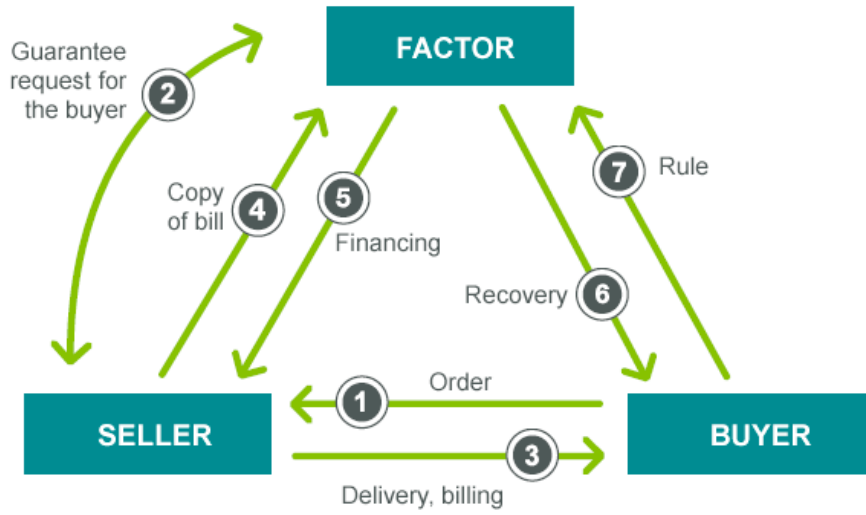 FACTOR
Guarantee
request for
the buyer
2
7
Rule
Copy
of bill
4
5
Financing
Recovery
6
Order
1
SELLER
BUYER
3
Delivery, billing